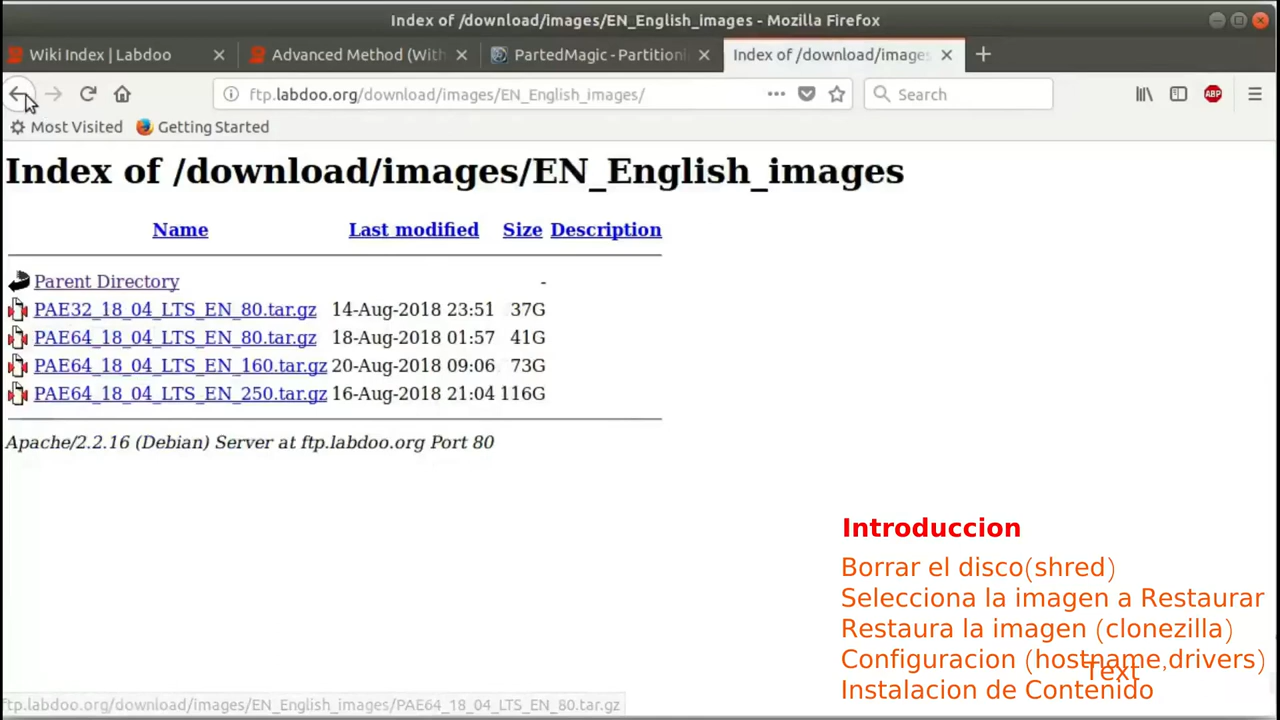 Index of /download/images/EN_English_images - Mozilla Firefox
Wiki Index | Labdoo
Advanced Method (With
PartedMagic - Partitioni
Index of /download/images
ftp.labdoo.org/download/images/EN_English_images/
Search
ABP
Most Visited
Getting Started
Index of /download/images/EN_English_images
Name Last modified Size Description
Parent Directory -
PAE32_18_04_LTS_EN_80.tar.gz 14-Aug-2018 23:51 37G
PAE64_18_04_LTS_EN_80.tar.gz 18-Aug-2018 01:57 41G
PAE64_18_04_LTS_EN_160.tar.gz 20-Aug-2018 09:06 73G
PAE64_18_04_LTS_EN_250.tar.gz 16-Aug-2018 21:04 116G
Apache/2.2.16 (Debian) Server at ftp.labdoo.org Port 80
Introduccion
Borrar el disco(shred)
Selecciona la imagen a Restaurar
Restaura la imagen (clonezilla)
Configuracion (hostname,drivers)
Text
Instalacion de Contenido
ftp.labdoo.org/download/images/EN_English_images/PAE64_18_04_LTS_EN_80.tar.gz